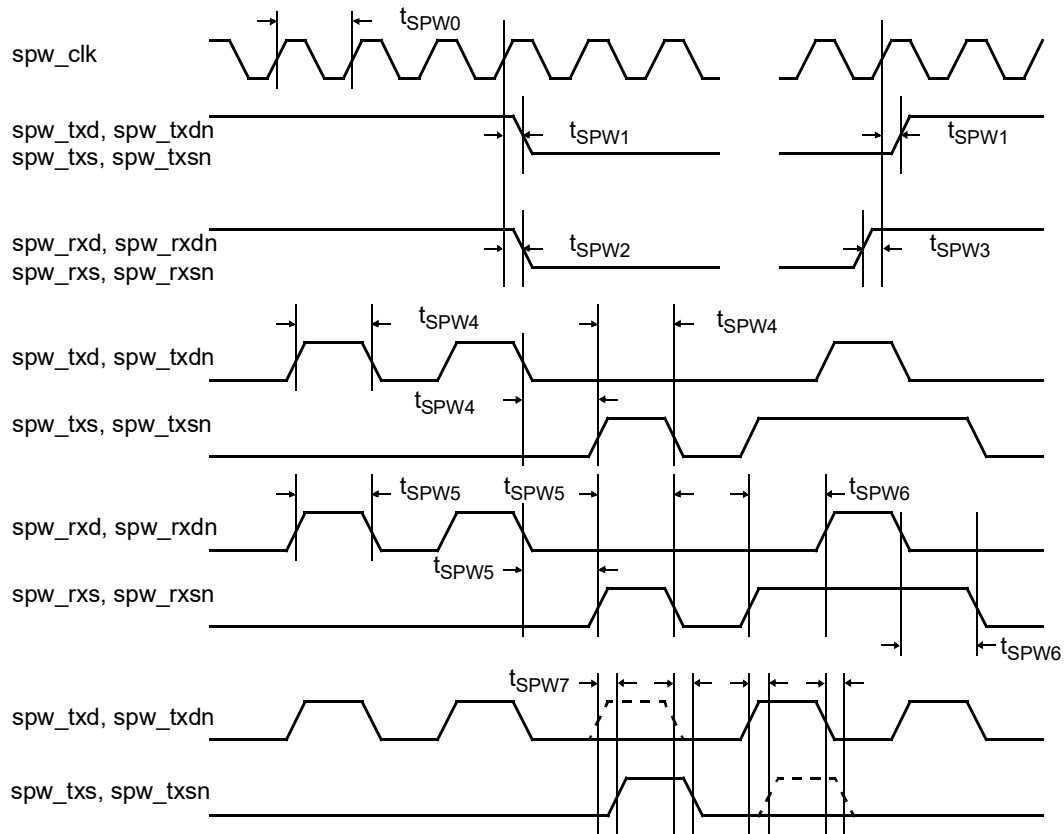 tSPW0
spw_clk
spw_txd, spw_txdn
spw_txs, spw_txsn
tSPW1
tSPW1
spw_rxd, spw_rxdn
spw_rxs, spw_rxsn
tSPW2
tSPW3
tSPW4
tSPW4
spw_txd, spw_txdn
tSPW4
spw_txs, spw_txsn
tSPW5
tSPW5
tSPW6
spw_rxd, spw_rxdn
tSPW5
spw_rxs, spw_rxsn
tSPW6
tSPW7
spw_txd, spw_txdn
spw_txs, spw_txsn